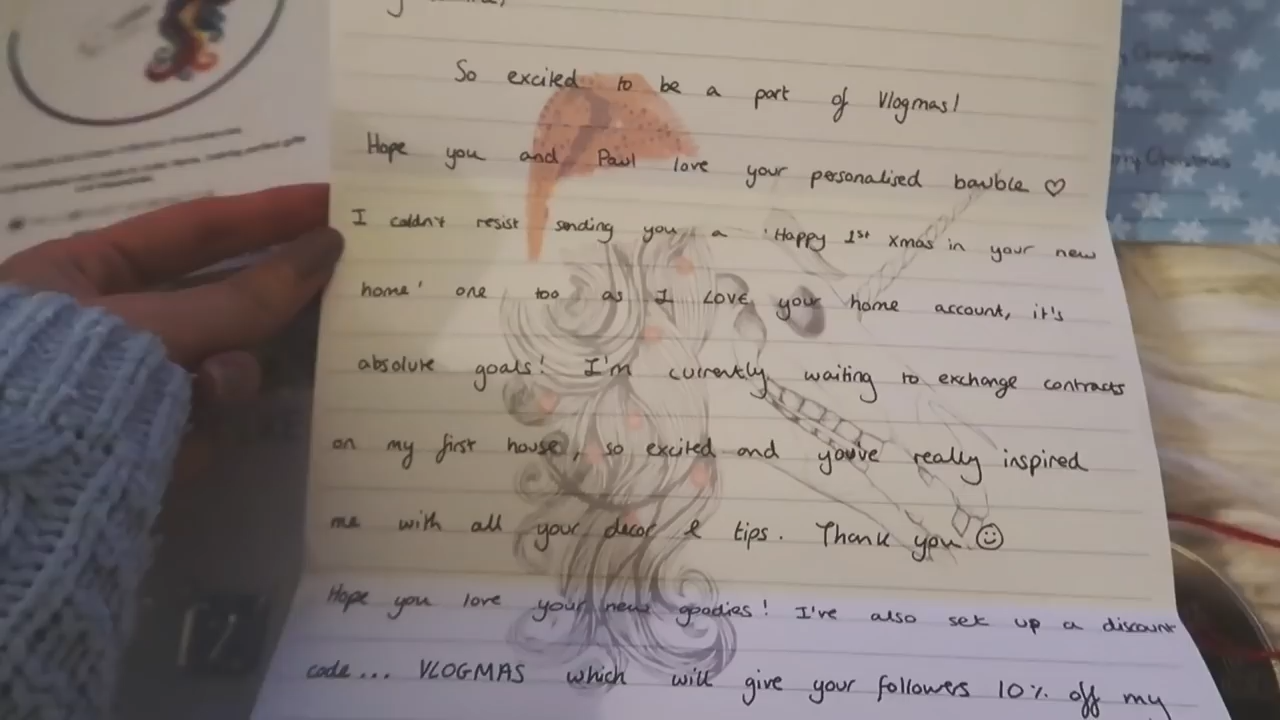 So excited to be a part of Vlogmas!
Hope you and Paul love your personalised bauble ♡
I couldn't resist sending you a 'Happy 1st xmas in your new
home' one too as I LOVE your home account, it's
absolute goals! I'm currently waiting to exchange contracts
on my first house, so excited and you've really inspired
me with all your decor & tips. Thank you ☺
Hope you love your new goodies! I've also set up a discount
code... VLOGMAS which will give your followers 10% off my
Christmas
Christmas
12